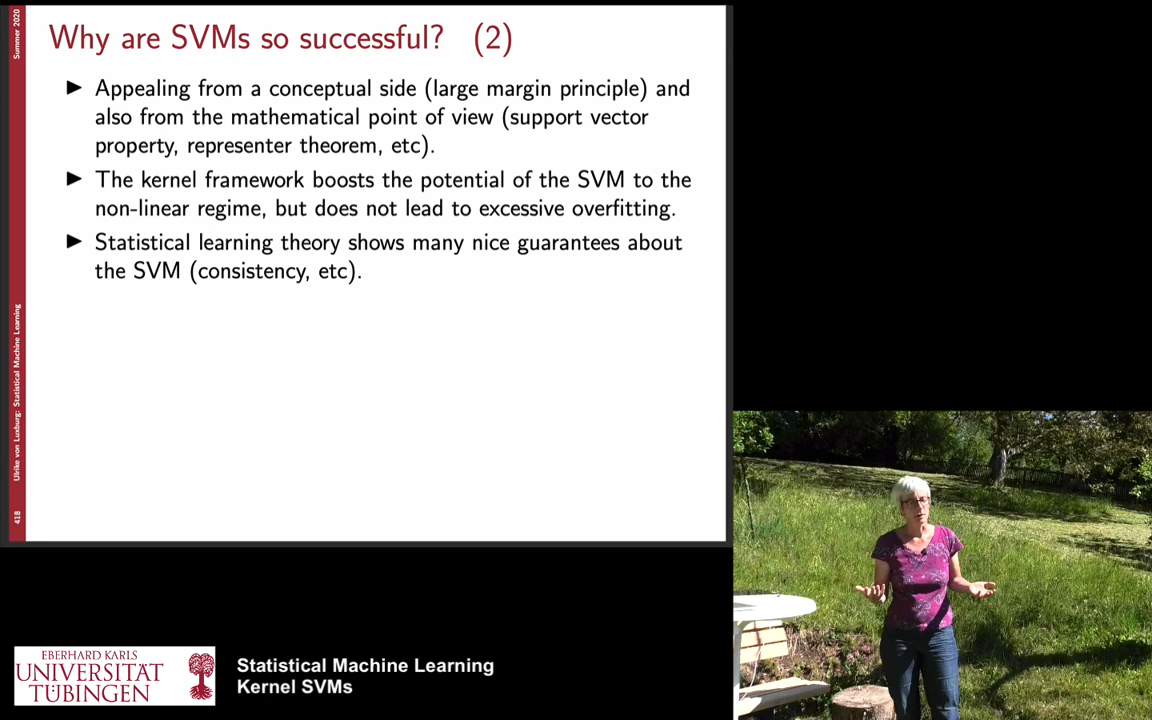 Summer 2020
Why are SVMs so successful? (2)
▶ Appealing from a conceptual side (large margin principle) and
also from the mathematical point of view (support vector
property, representer theorem, etc).
▶ The kernel framework boosts the potential of the SVM to the
non-linear regime, but does not lead to excessive overfitting.
▶ Statistical learning theory shows many nice guarantees about
the SVM (consistency, etc).
Ulrike von Luxburg: Statistical Machine Learning
418
EBERHARD KARLS
UNIVERSITÄT
TÜBINGEN
Statistical Machine Learning
Kernel SVMs